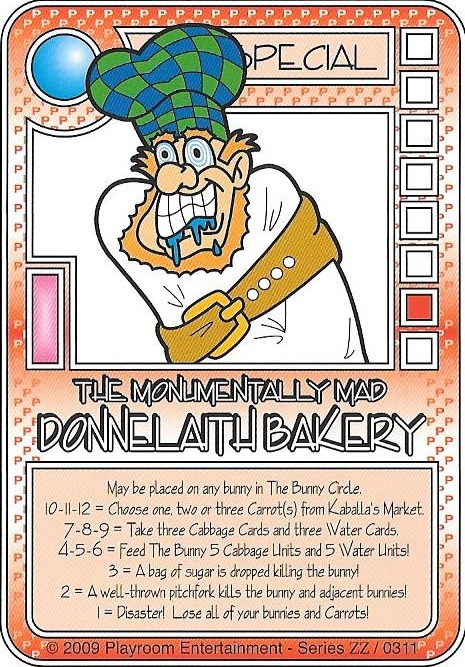 SPECIAL
THE MONUMENTALLY MAD
DONNELAITH BAKERY
May be placed on any bunny in The Bunny Circle.
10-11-12 = Choose one, two or three Carrot(s) from Kaballa's Market.
7-8-9 = Take three Cabbage Cards and three Water Cards.
4-5-6 = Feed The Bunny 5 Cabbage Units and 5 Water Units!
3 = A bag of sugar is dropped killing the bunny!
2 = A well-thrown pitchfork kills the bunny and adjacent bunnies!
1 = Disaster! Lose all of your bunnies and Carrots!
© 2009 Playroom Entertainment - Series ZZ / 0311